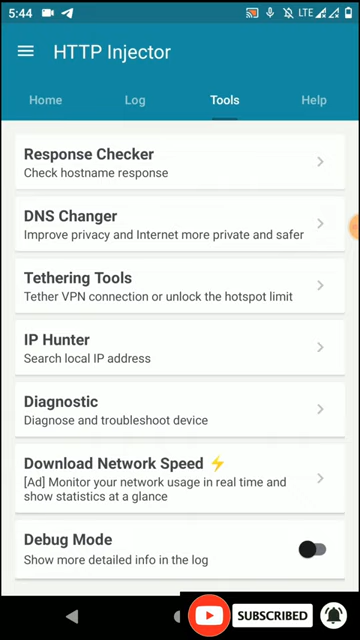 5:44
LTE
HTTP Injector
Home Log Tools Help
Response Checker
Check hostname response
DNS Changer
Improve privacy and Internet more private and safer
Tethering Tools
Tether VPN connection or unlock the hotspot limit
IP Hunter
Search local IP address
Diagnostic
Diagnose and troubleshoot device
Download Network Speed ⚡
[Ad] Monitor your network usage in real time and
show statistics at a glance
Debug Mode
Show more detailed info in the log
SUBSCRIBED